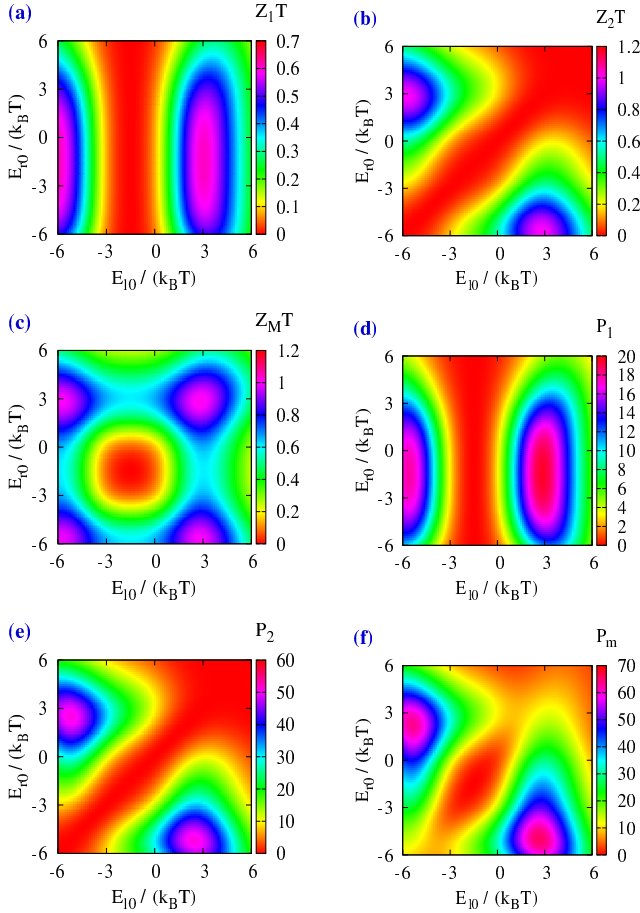 (a)
Z1T
6
3
0
-3
-6
Er0 / (kBT)
-6 -3 0 3 6
El0 / (kBT)
0.7
0.6
0.5
0.4
0.3
0.2
0.1
0
(b)
Z2T
6
3
0
-3
-6
Er0 / (kBT)
-6 -3 0 3 6
El0 / (kBT)
1.2
1
0.8
0.6
0.4
0.2
0
(c)
ZMT
6
3
0
-3
-6
Er0 / (kBT)
-6 -3 0 3 6
El0 / (kBT)
1.2
1
0.8
0.6
0.4
0.2
0
(d)
P1
6
3
0
-3
-6
Er0 / (kBT)
-6 -3 0 3 6
El0 / (kBT)
20
18
16
14
12
10
8
6
4
2
0
(e)
P2
6
3
0
-3
-6
Er0 / (kBT)
-6 -3 0 3 6
El0 / (kBT)
60
50
40
30
20
10
0
(f)
Pm
6
3
0
-3
-6
Er0 / (kBT)
-6 -3 0 3 6
El0 / (kBT)
70
60
50
40
30
20
10
0